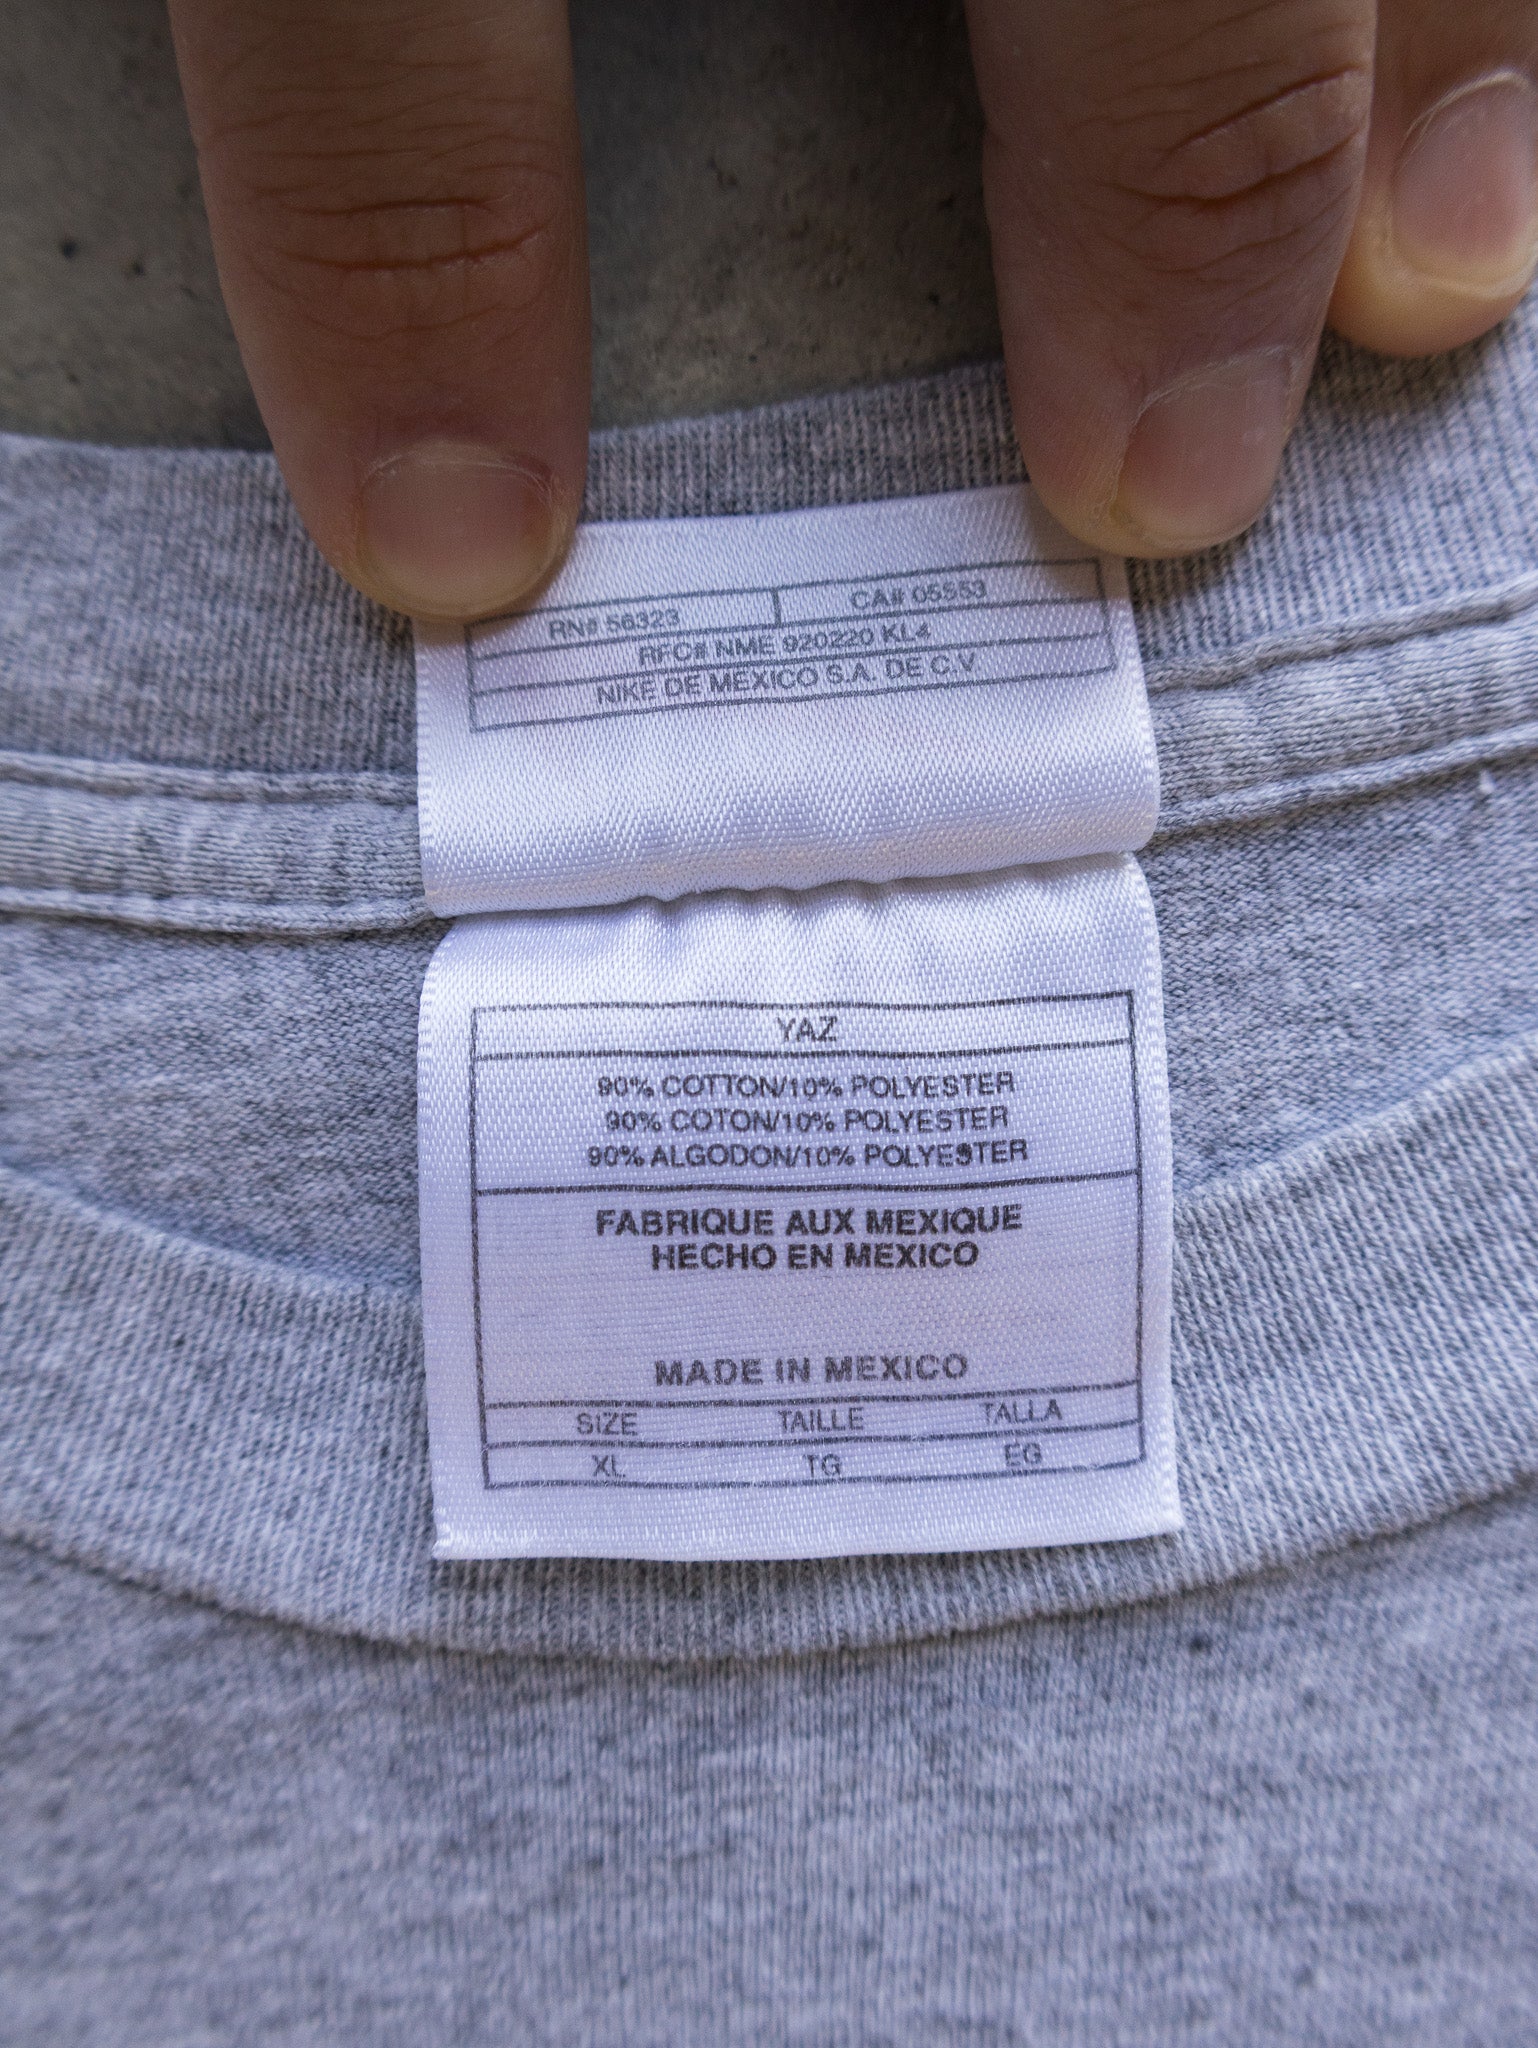 RN# 56323 CA# 05553
RFC# NME 920220 KL4
NIKE DE MEXICO S.A. DE C.V
YAZ
90% COTTON/10% POLYESTER
90% COTON/10% POLYESTER
90% ALGODON/10% POLYESTER
FABRIQUE AUX MEXIQUE
HECHO EN MEXICO
MADE IN MEXICO
SIZE TAILLE TALLA
XL TG EG